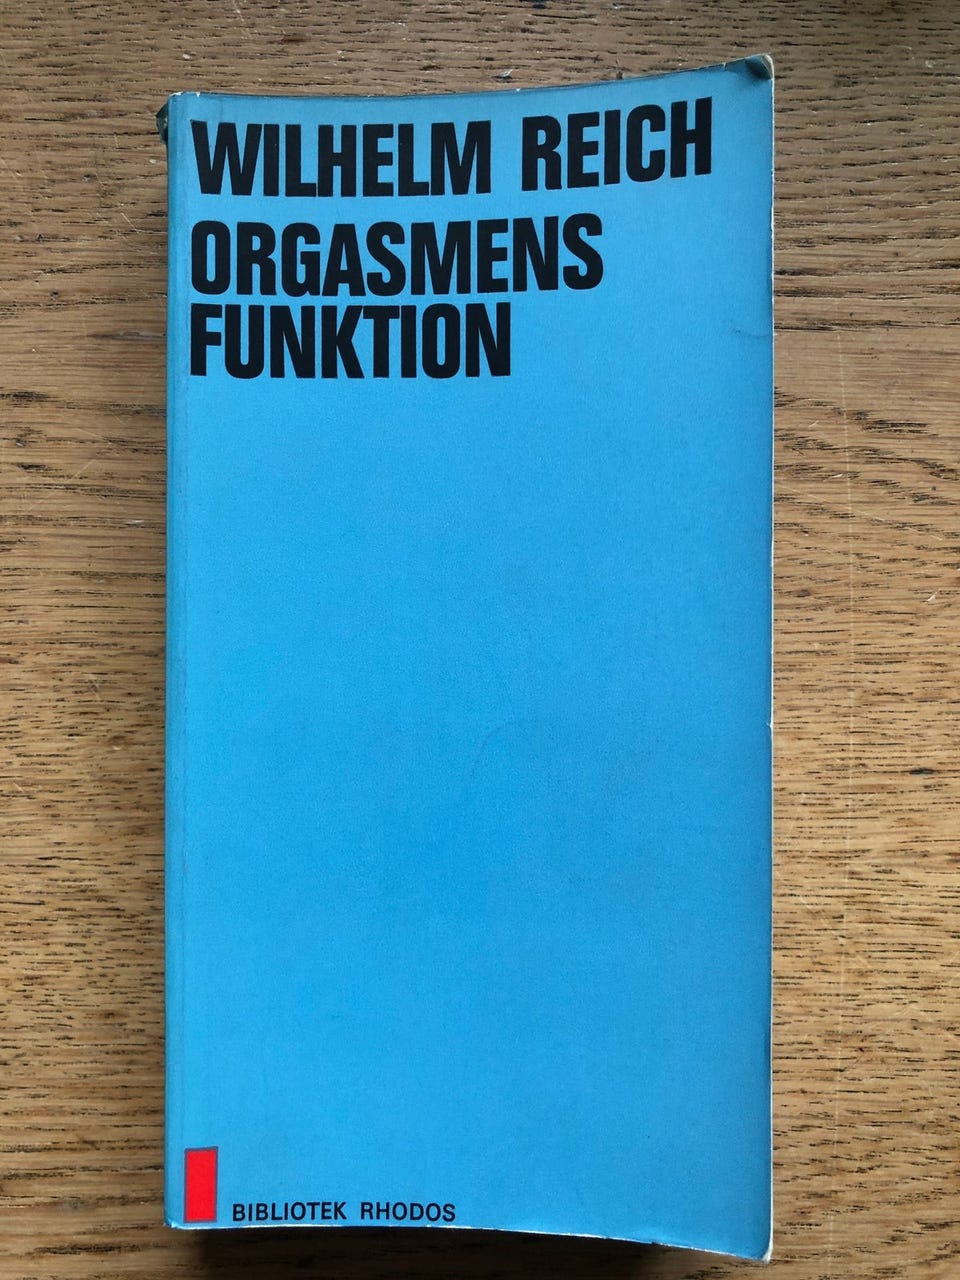 WILHELM REICH
ORGASMENS
FUNKTION
BIBLIOTEK RHODOS